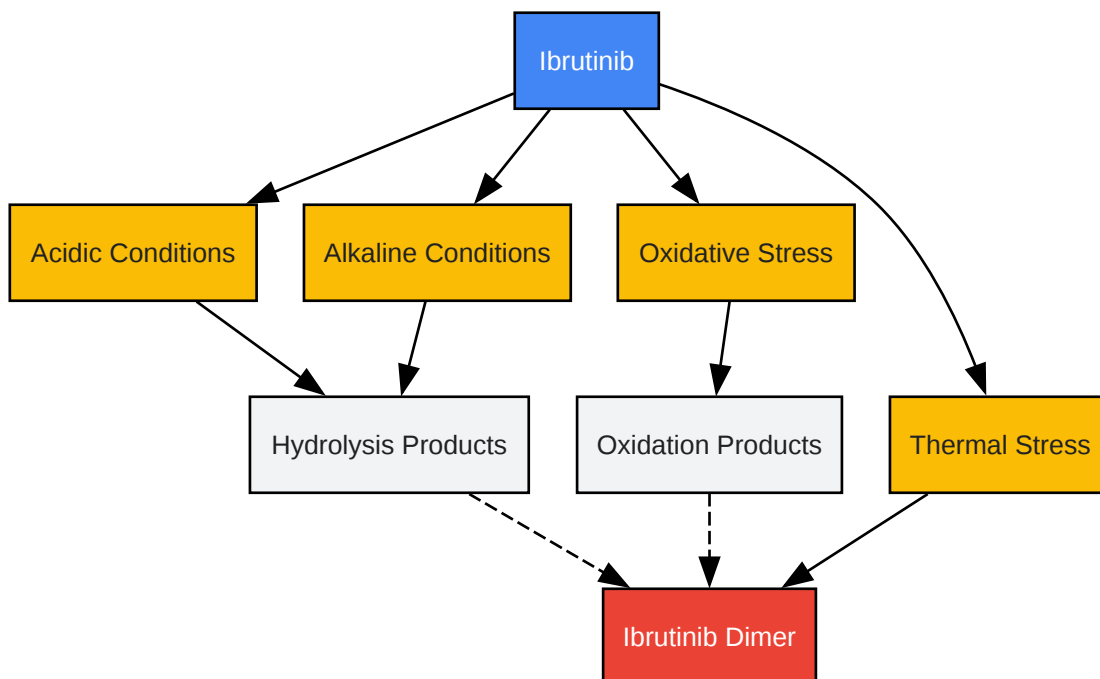 Ibrutinib
Acidic Conditions
Alkaline Conditions
Oxidative Stress
Hydrolysis Products
Oxidation Products
Thermal Stress
Ibrutinib Dimer